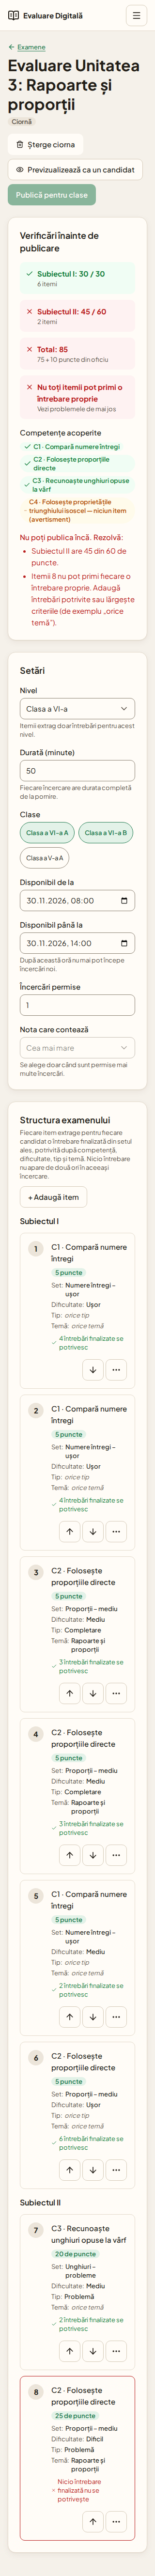 Evaluare Digitală
Examene
Evaluare Unitatea
3: Rapoarte și
proporții
Ciornă
Șterge ciorna
Previzualizează ca un candidat
Publică pentru clase
Verificări înainte de
publicare
Subiectul I: 30 / 30
6 itemi
Subiectul II: 45 / 60
2 itemi
Total: 85
75 + 10 puncte din oficiu
Nu toți itemii pot primi o
întrebare proprie
Vezi problemele de mai jos
Competențe acoperite
C1 · Compară numere întregi
C2 · Folosește proporțiile
directe
C3 · Recunoaște unghiuri opuse
la vârf
C4 · Folosește proprietățile
triunghiului isoscel — niciun item
(avertisment)
Nu poți publica încă. Rezolvă:
• Subiectul II are 45 din 60 de
puncte.
• Itemii 8 nu pot primi fiecare o
întrebare proprie. Adaugă
întrebări potrivite sau lărgește
criteriile (de exemplu „orice
temă”).
Setări
Nivel
Clasa a VI-a
Itemii extrag doar întrebări pentru acest
nivel.
Durată (minute)
50
Fiecare încercare are durata completă
de la pornire.
Clase
Clasa a VI-a A
Clasa a VI-a B
Clasa a V-a A
Disponibil de la
30.11.2026, 08:00
Disponibil până la
30.11.2026, 14:00
După această oră nu mai pot începe
încercări noi.
Încercări permise
1
Nota care contează
Cea mai mare
Se alege doar când sunt permise mai
multe încercări.
Structura examenului
Fiecare item extrage pentru fiecare
candidat o întrebare finalizată din setul
ales, potrivită după competență,
dificultate, tip și temă. Nicio întrebare
nu apare de două ori în aceeași
încercare.
+ Adaugă item
Subiectul I
1
C1 · Compară numere
întregi
5 puncte
Set: Numere întregi –
ușor
Dificultate: Ușor
Tip: orice tip
Temă: orice temă
4 întrebări finalizate se
potrivesc
2
C1 · Compară numere
întregi
5 puncte
Set: Numere întregi –
ușor
Dificultate: Ușor
Tip: orice tip
Temă: orice temă
4 întrebări finalizate se
potrivesc
3
C2 · Folosește
proporțiile directe
5 puncte
Set: Proporții – mediu
Dificultate: Mediu
Tip: Completare
Temă: Rapoarte și
proporții
3 întrebări finalizate se
potrivesc
4
C2 · Folosește
proporțiile directe
5 puncte
Set: Proporții – mediu
Dificultate: Mediu
Tip: Completare
Temă: Rapoarte și
proporții
3 întrebări finalizate se
potrivesc
5
C1 · Compară numere
întregi
5 puncte
Set: Numere întregi –
ușor
Dificultate: Mediu
Tip: orice tip
Temă: orice temă
2 întrebări finalizate se
potrivesc
6
C2 · Folosește
proporțiile directe
5 puncte
Set: Proporții – mediu
Dificultate: Ușor
Tip: orice tip
Temă: orice temă
6 întrebări finalizate se
potrivesc
Subiectul II
7
C3 · Recunoaște
unghiuri opuse la vârf
20 de puncte
Set: Unghiuri –
probleme
Dificultate: Mediu
Tip: Problemă
Temă: orice temă
2 întrebări finalizate se
potrivesc
8
C2 · Folosește
proporțiile directe
25 de puncte
Set: Proporții – mediu
Dificultate: Dificil
Tip: Problemă
Temă: Rapoarte și
proporții
Nicio întrebare
finalizată nu se
potrivește